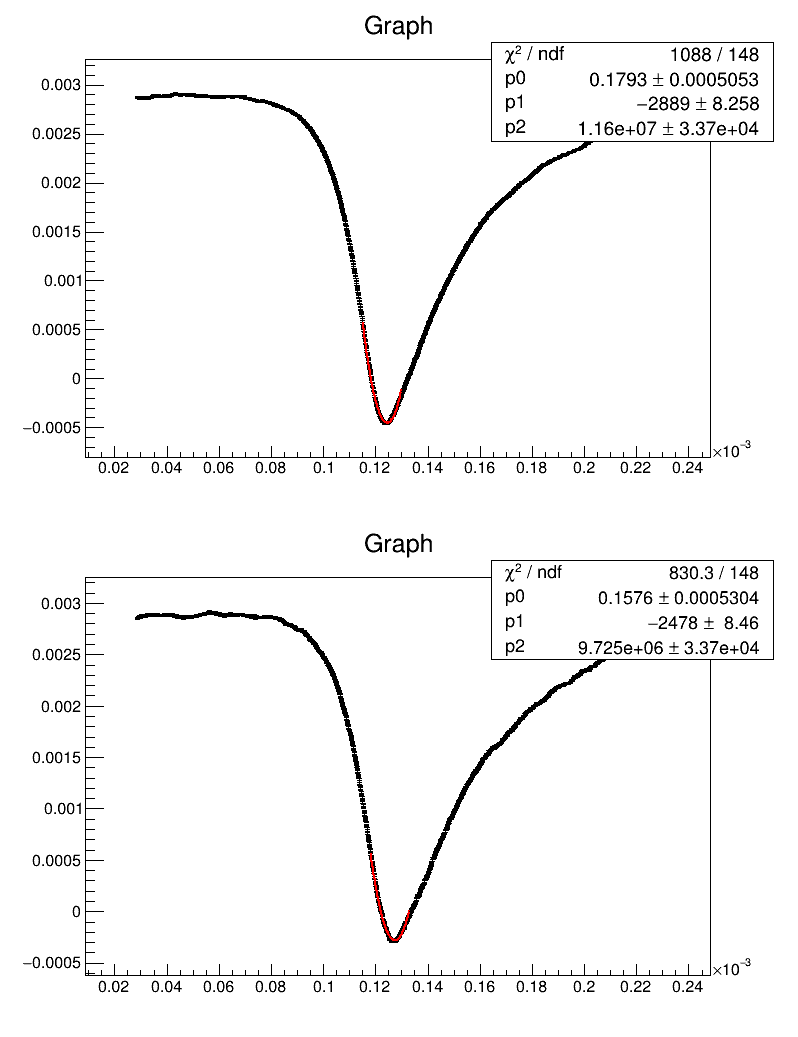 Graph
χ² / ndf 1088 / 148
p0 0.1793 ± 0.0005053
p1 −2889 ± 8.258
p2 1.16e+07 ± 3.37e+04
0.003
0.0025
0.002
0.0015
0.001
0.0005
0
−0.0005
×10⁻³
0.02 0.04 0.06 0.08 0.1 0.12 0.14 0.16 0.18 0.2 0.22 0.24
Graph
χ² / ndf 830.3 / 148
p0 0.1576 ± 0.0005304
p1 −2478 ± 8.46
p2 9.725e+06 ± 3.37e+04
0.003
0.0025
0.002
0.0015
0.001
0.0005
0
−0.0005
×10⁻³
0.02 0.04 0.06 0.08 0.1 0.12 0.14 0.16 0.18 0.2 0.22 0.24